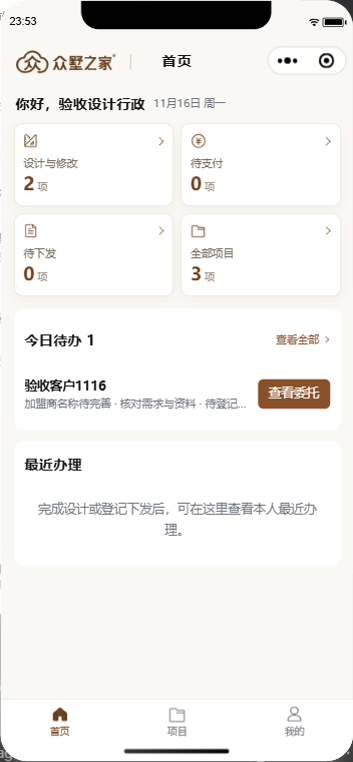 23:53
众墅之家
首页
你好，验收设计行政 11月16日 周一
设计与修改
2 项
待支付
0 项
待下发
0 项
全部项目
3 项
今日待办 1
查看全部
验收客户1116
加盟商名称待完善 · 核对需求与资料 · 待登记...
查看委托
最近办理
完成设计或登记下发后，可在这里查看本人最近办
理。
首页
项目
我的